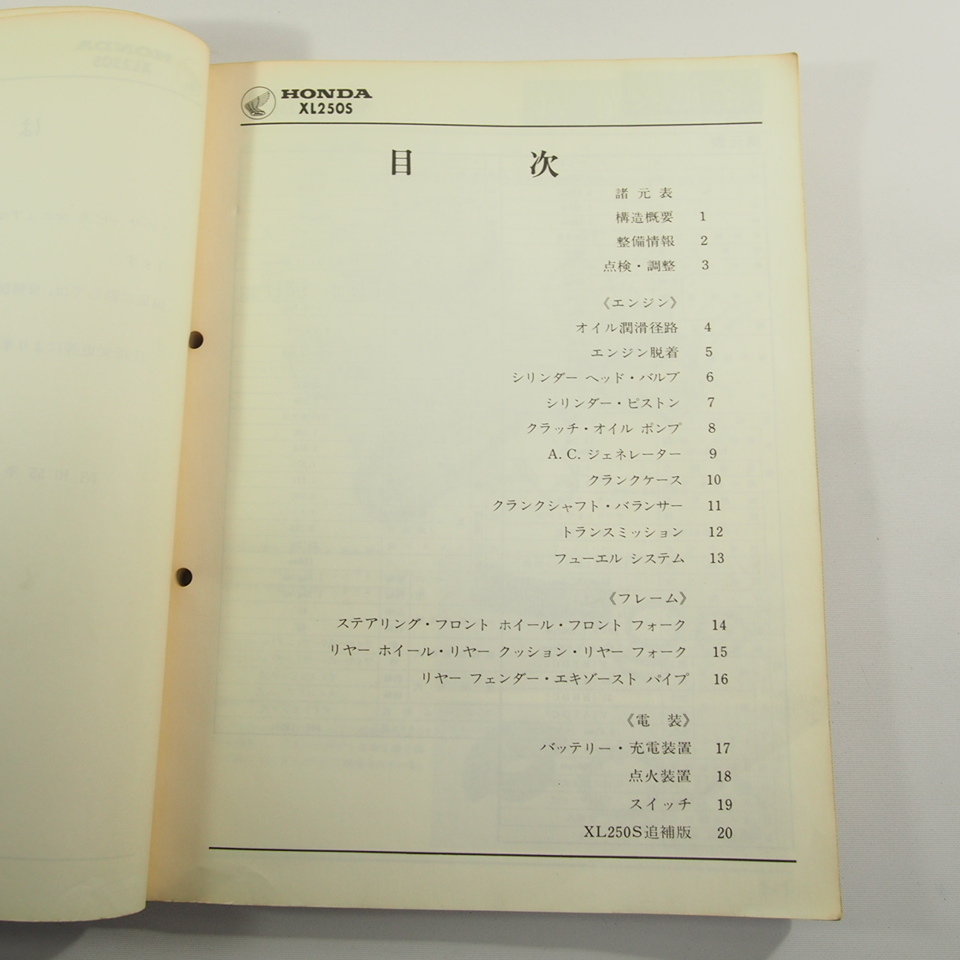 HONDA
XL250S
目 次
諸元表
構造概要 1
整備情報 2
点検・調整 3
《エンジン》
オイル潤滑径路 4
エンジン脱着 5
シリンダー ヘッド・バルブ 6
シリンダー・ピストン 7
クラッチ・オイル ポンプ 8
A.C.ジェネレーター 9
クランクケース 10
クランクシャフト・バランサー 11
トランスミッション 12
フューエル システム 13
《フレーム》
ステアリング・フロント ホイール・フロント フォーク 14
リヤー ホイール・リヤー クッション・リヤー フォーク 15
リヤー フェンダー・エキゾースト パイプ 16
《電 装》
バッテリー・充電装置 17
点火装置 18
スイッチ 19
XL250S追補版 20